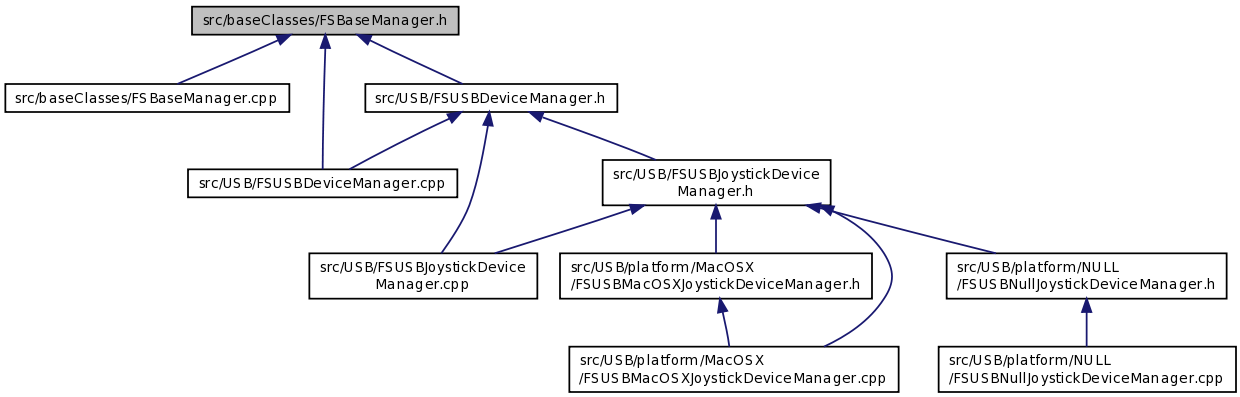 src/baseClasses/FSBaseManager.h
src/baseClasses/FSBaseManager.cpp
src/USB/FSUSBDeviceManager.h
src/USB/FSUSBDeviceManager.cpp
src/USB/FSUSBJoystickDevice
Manager.h
src/USB/FSUSBJoystickDevice
Manager.cpp
src/USB/platform/MacOSX
/FSUSBMacOSXJoystickDeviceManager.h
src/USB/platform/NULL
/FSUSBNullJoystickDeviceManager.h
src/USB/platform/MacOSX
/FSUSBMacOSXJoystickDeviceManager.cpp
src/USB/platform/NULL
/FSUSBNullJoystickDeviceManager.cpp